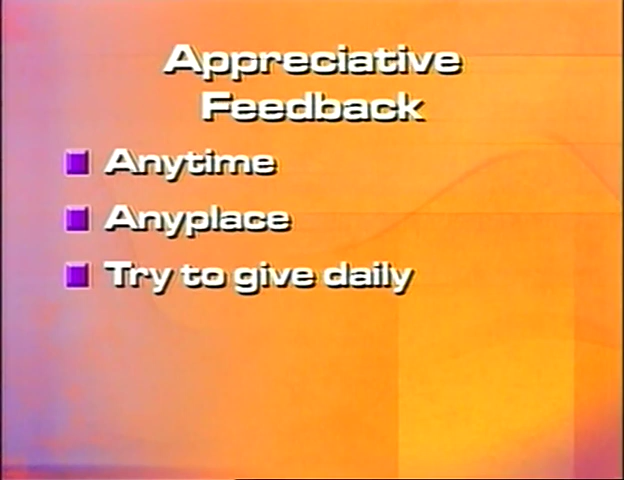 Appreciative
Feedback
Anytime
Anyplace
Try to give daily